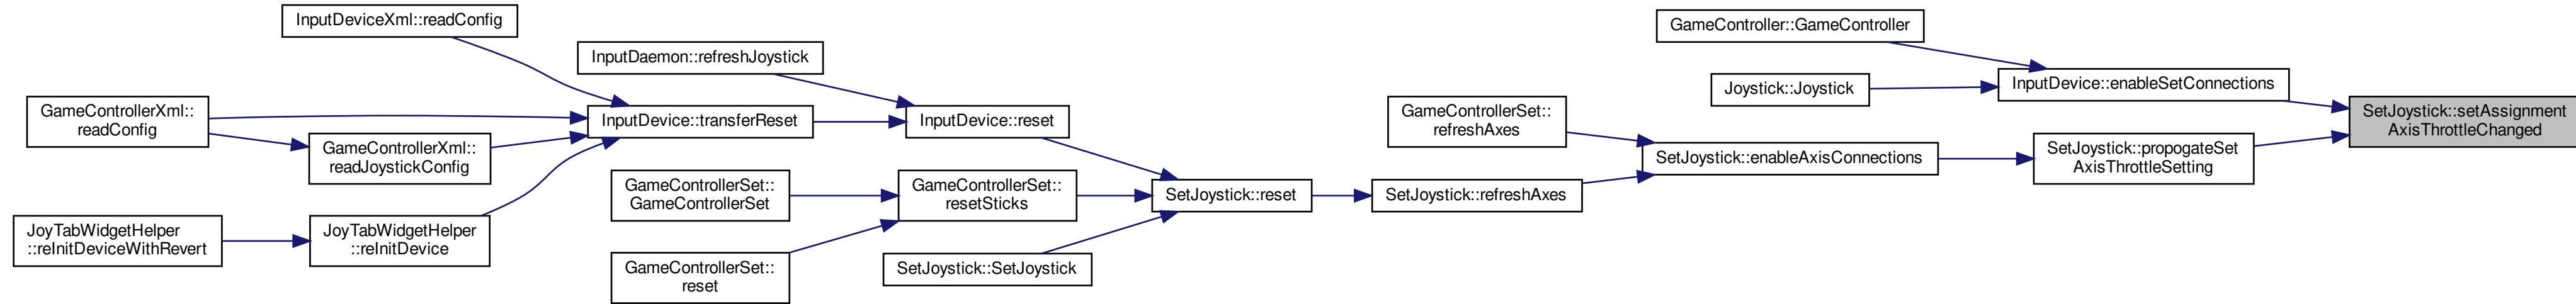 InputDeviceXml::readConfig
GameControllerXml::
readConfig
GameControllerXml::
readJoystickConfig
JoyTabWidgetHelper
::reInitDeviceWithRevert
JoyTabWidgetHelper
::reInitDevice
InputDaemon::refreshJoystick
InputDevice::transferReset
GameControllerSet::
GameControllerSet
GameControllerSet::
reset
InputDevice::reset
GameControllerSet::
resetSticks
SetJoystick::SetJoystick
SetJoystick::reset
GameControllerSet::
refreshAxes
SetJoystick::refreshAxes
GameController::GameController
Joystick::Joystick
SetJoystick::enableAxisConnections
InputDevice::enableSetConnections
SetJoystick::propogateSet
AxisThrottleSetting
SetJoystick::setAssignment
AxisThrottleChanged